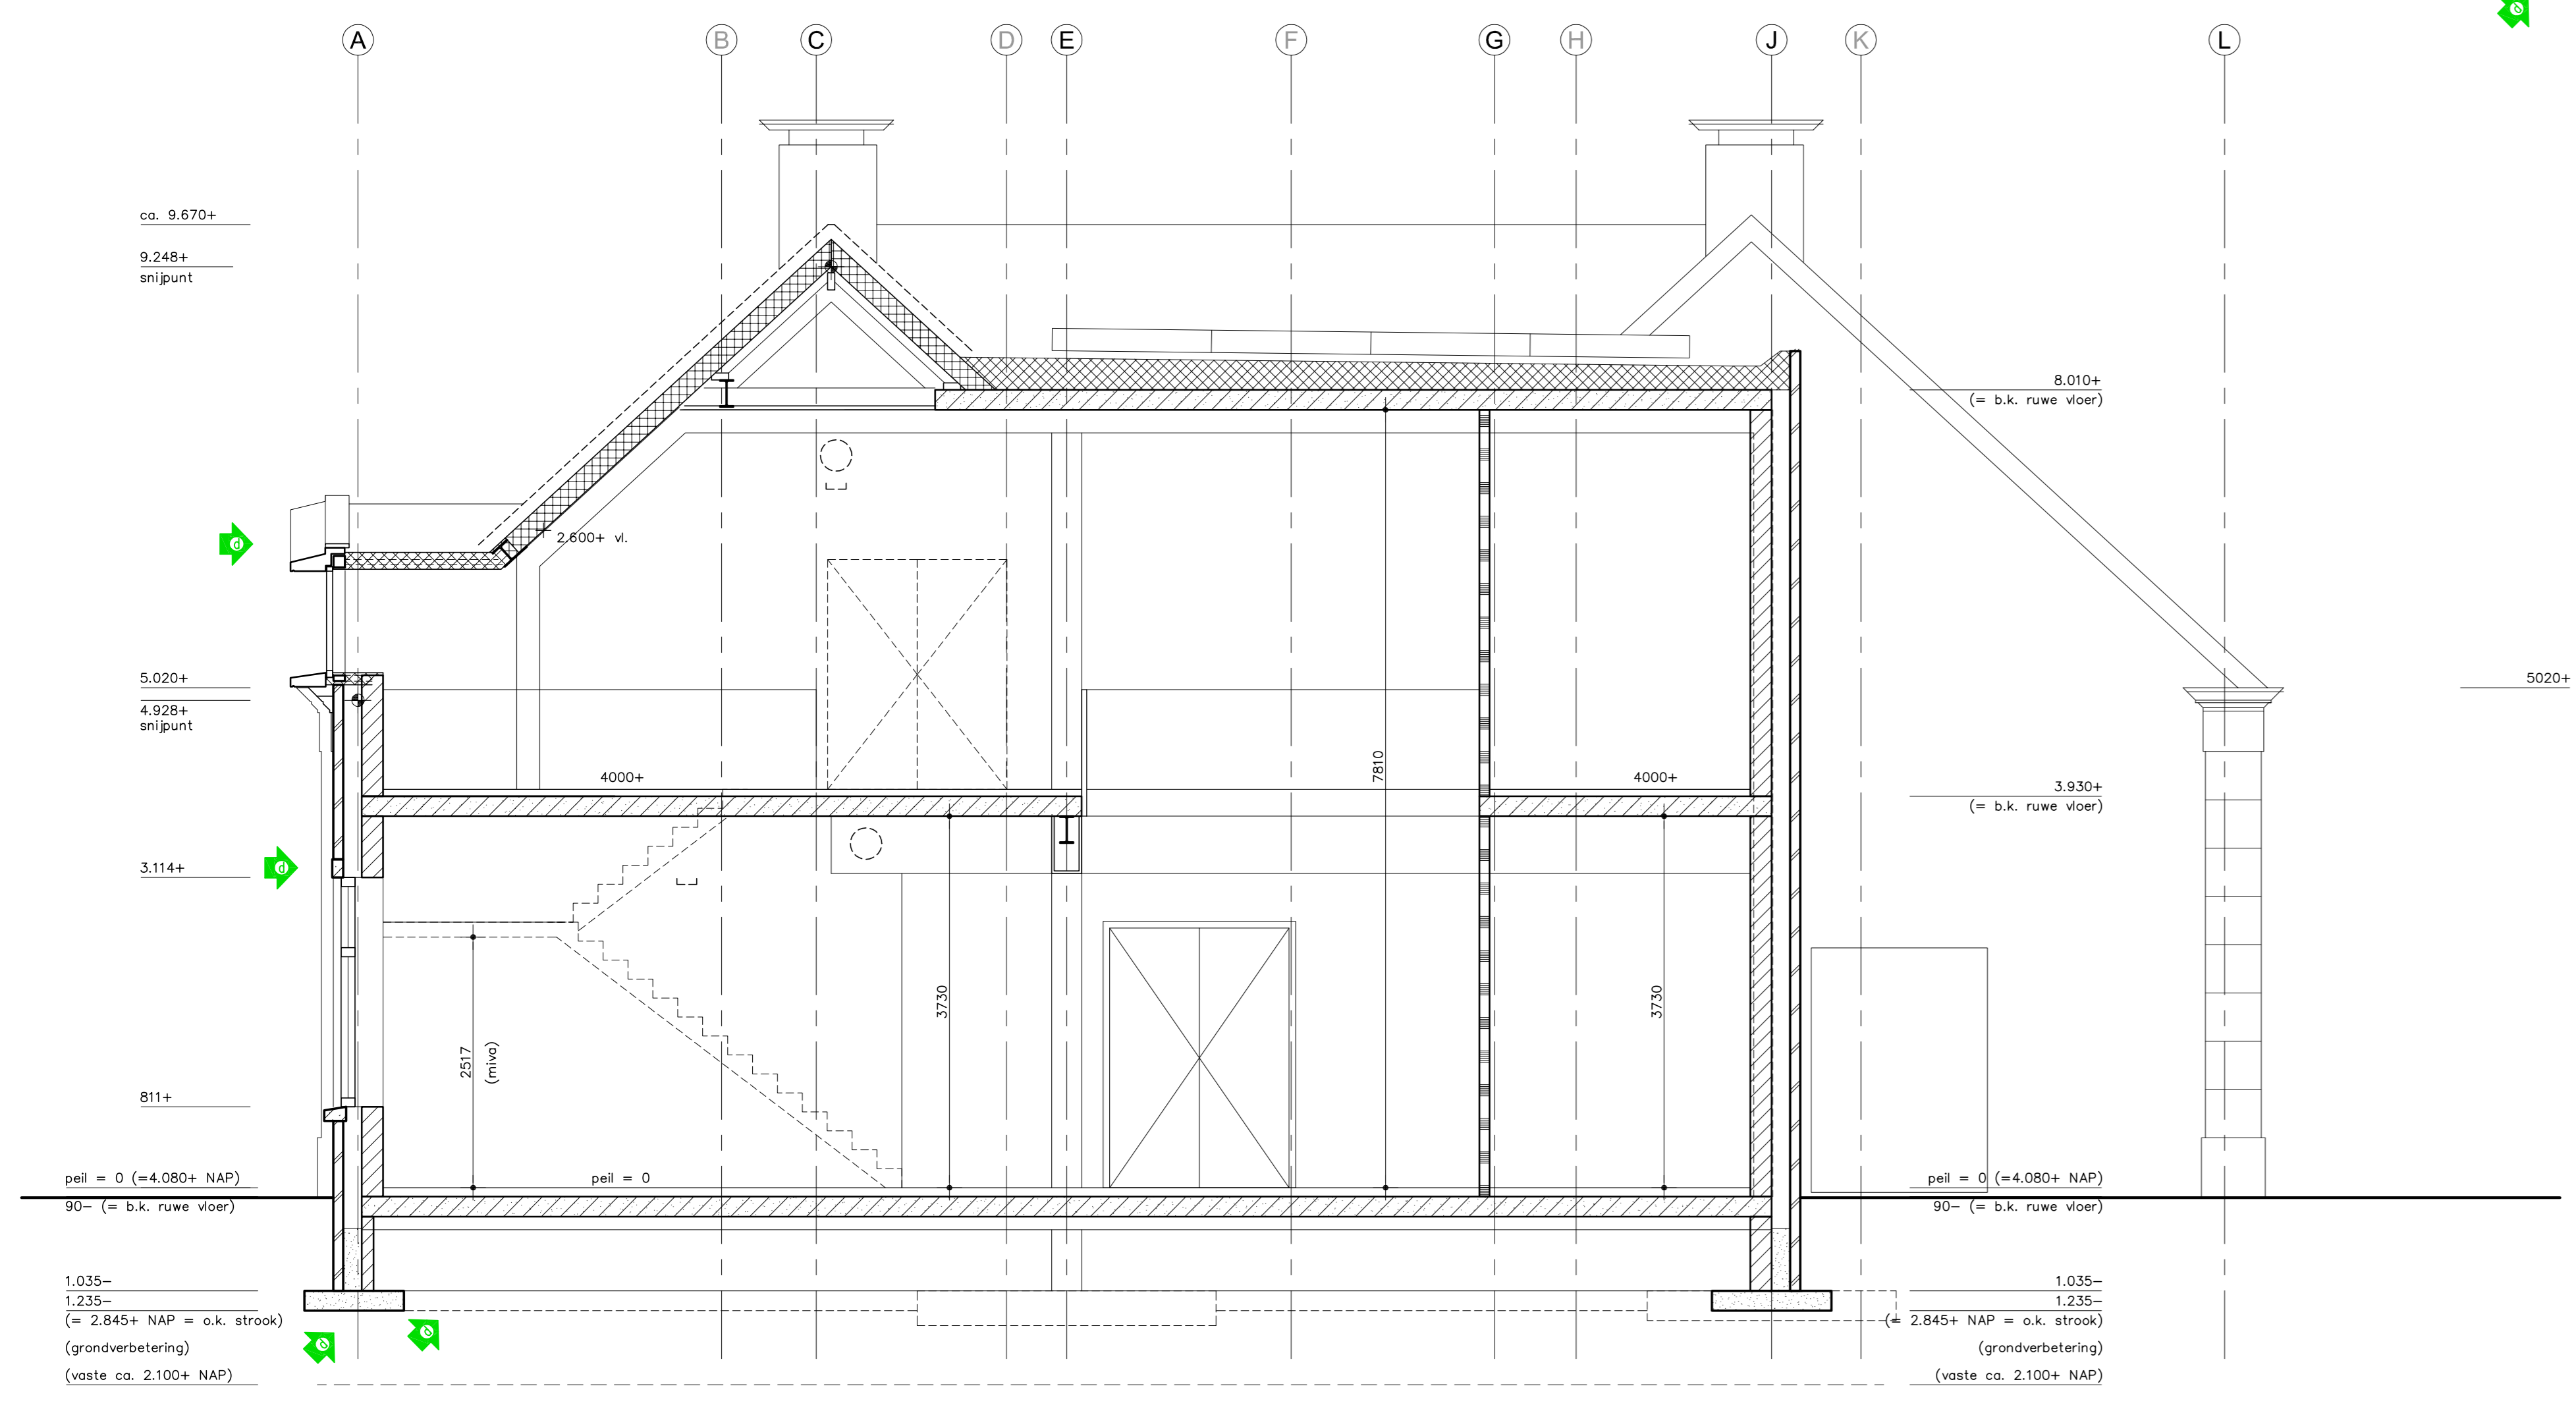 A B C D E F G H J K L
d
ca. 9.670+
9.248+
snijpunt
8.010+
(= b.k. ruwe vloer)
d
2.600+ vl.
5.020+
5020+
4.928+
snijpunt
7810
4000+
4000+
3.930+
(= b.k. ruwe vloer)
3.114+
d
3730
3730
2517
(miva)
811+
peil = 0 (=4.080+ NAP)
peil = 0
peil = 0 (=4.080+ NAP)
90- (= b.k. ruwe vloer)
90- (= b.k. ruwe vloer)
1.035-
1.035-
1.235-
1.235-
(= 2.845+ NAP = o.k. strook)
(= 2.845+ NAP = o.k. strook)
d
d
(grondverbetering)
(grondverbetering)
(vaste ca. 2.100+ NAP)
(vaste ca. 2.100+ NAP)